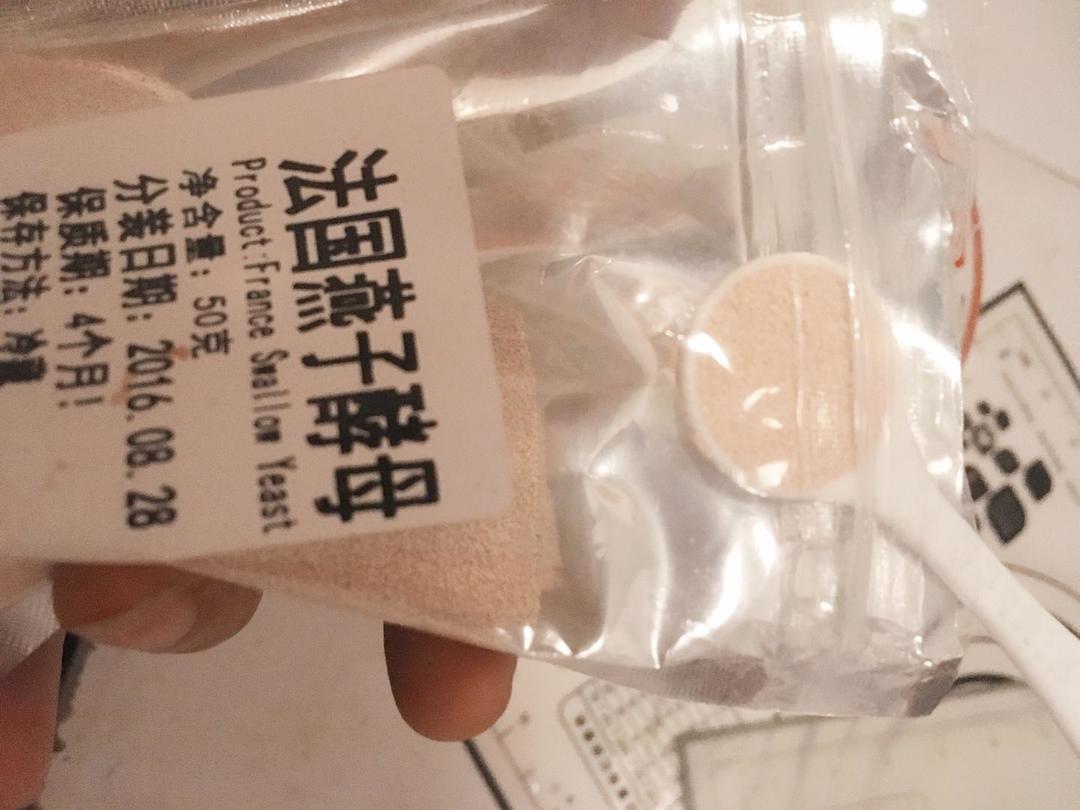 法国燕子酵母
Product:France Swallow Yeast
净含量: 50克
分装日期: 2016.08.28
保质期: 4个月!
保存方法: 冷藏